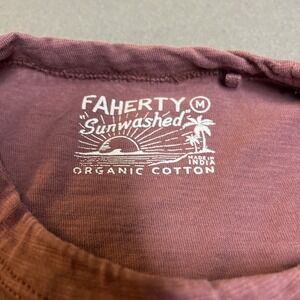 FAHERTY M
"Sunwashed"
MADE IN
INDIA
ORGANIC COTTON